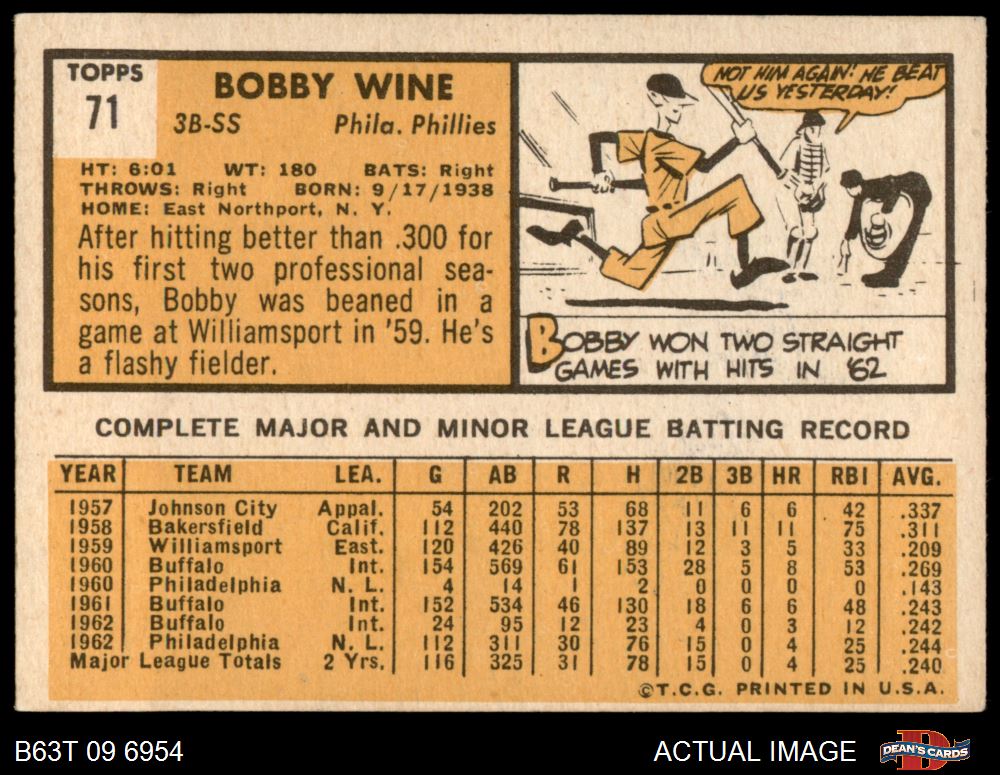 TOPPS
71
BOBBY WINE
3B-SS Phila. Phillies
HT: 6:01 WT: 180 BATS: Right
THROWS: Right BORN: 9/17/1938
HOME: East Northport, N. Y.
After hitting better than .300 for
his first two professional sea-
sons, Bobby was beaned in a
game at Williamsport in '59. He's
a flashy fielder.
NOT HIM AGAIN! HE BEAT
US YESTERDAY!
BOBBY WON TWO STRAIGHT
GAMES WITH HITS IN '62
COMPLETE MAJOR AND MINOR LEAGUE BATTING RECORD
YEAR TEAM LEA. G AB R H 2B 3B HR RBI AVG.
1957 Johnson City Appal. 54 202 53 68 11 6 6 42 .337
1958 Bakersfield Calif. 112 440 78 137 13 11 11 75 .311
1959 Williamsport East. 120 426 40 89 12 3 5 33 .209
1960 Buffalo Int. 154 569 61 153 28 5 8 53 .269
1960 Philadelphia N. L. 4 14 1 2 0 0 0 0 .143
1961 Buffalo Int. 152 534 46 130 18 6 6 48 .243
1962 Buffalo Int. 24 95 12 23 4 0 3 12 .242
1962 Philadelphia N. L. 112 311 30 76 15 0 4 25 .244
Major League Totals 2 Yrs. 116 325 31 78 15 0 4 25 .240
©T.C.G. PRINTED IN U.S.A.
B63T 09 6954 ACTUAL IMAGE D DEAN'S CARDS